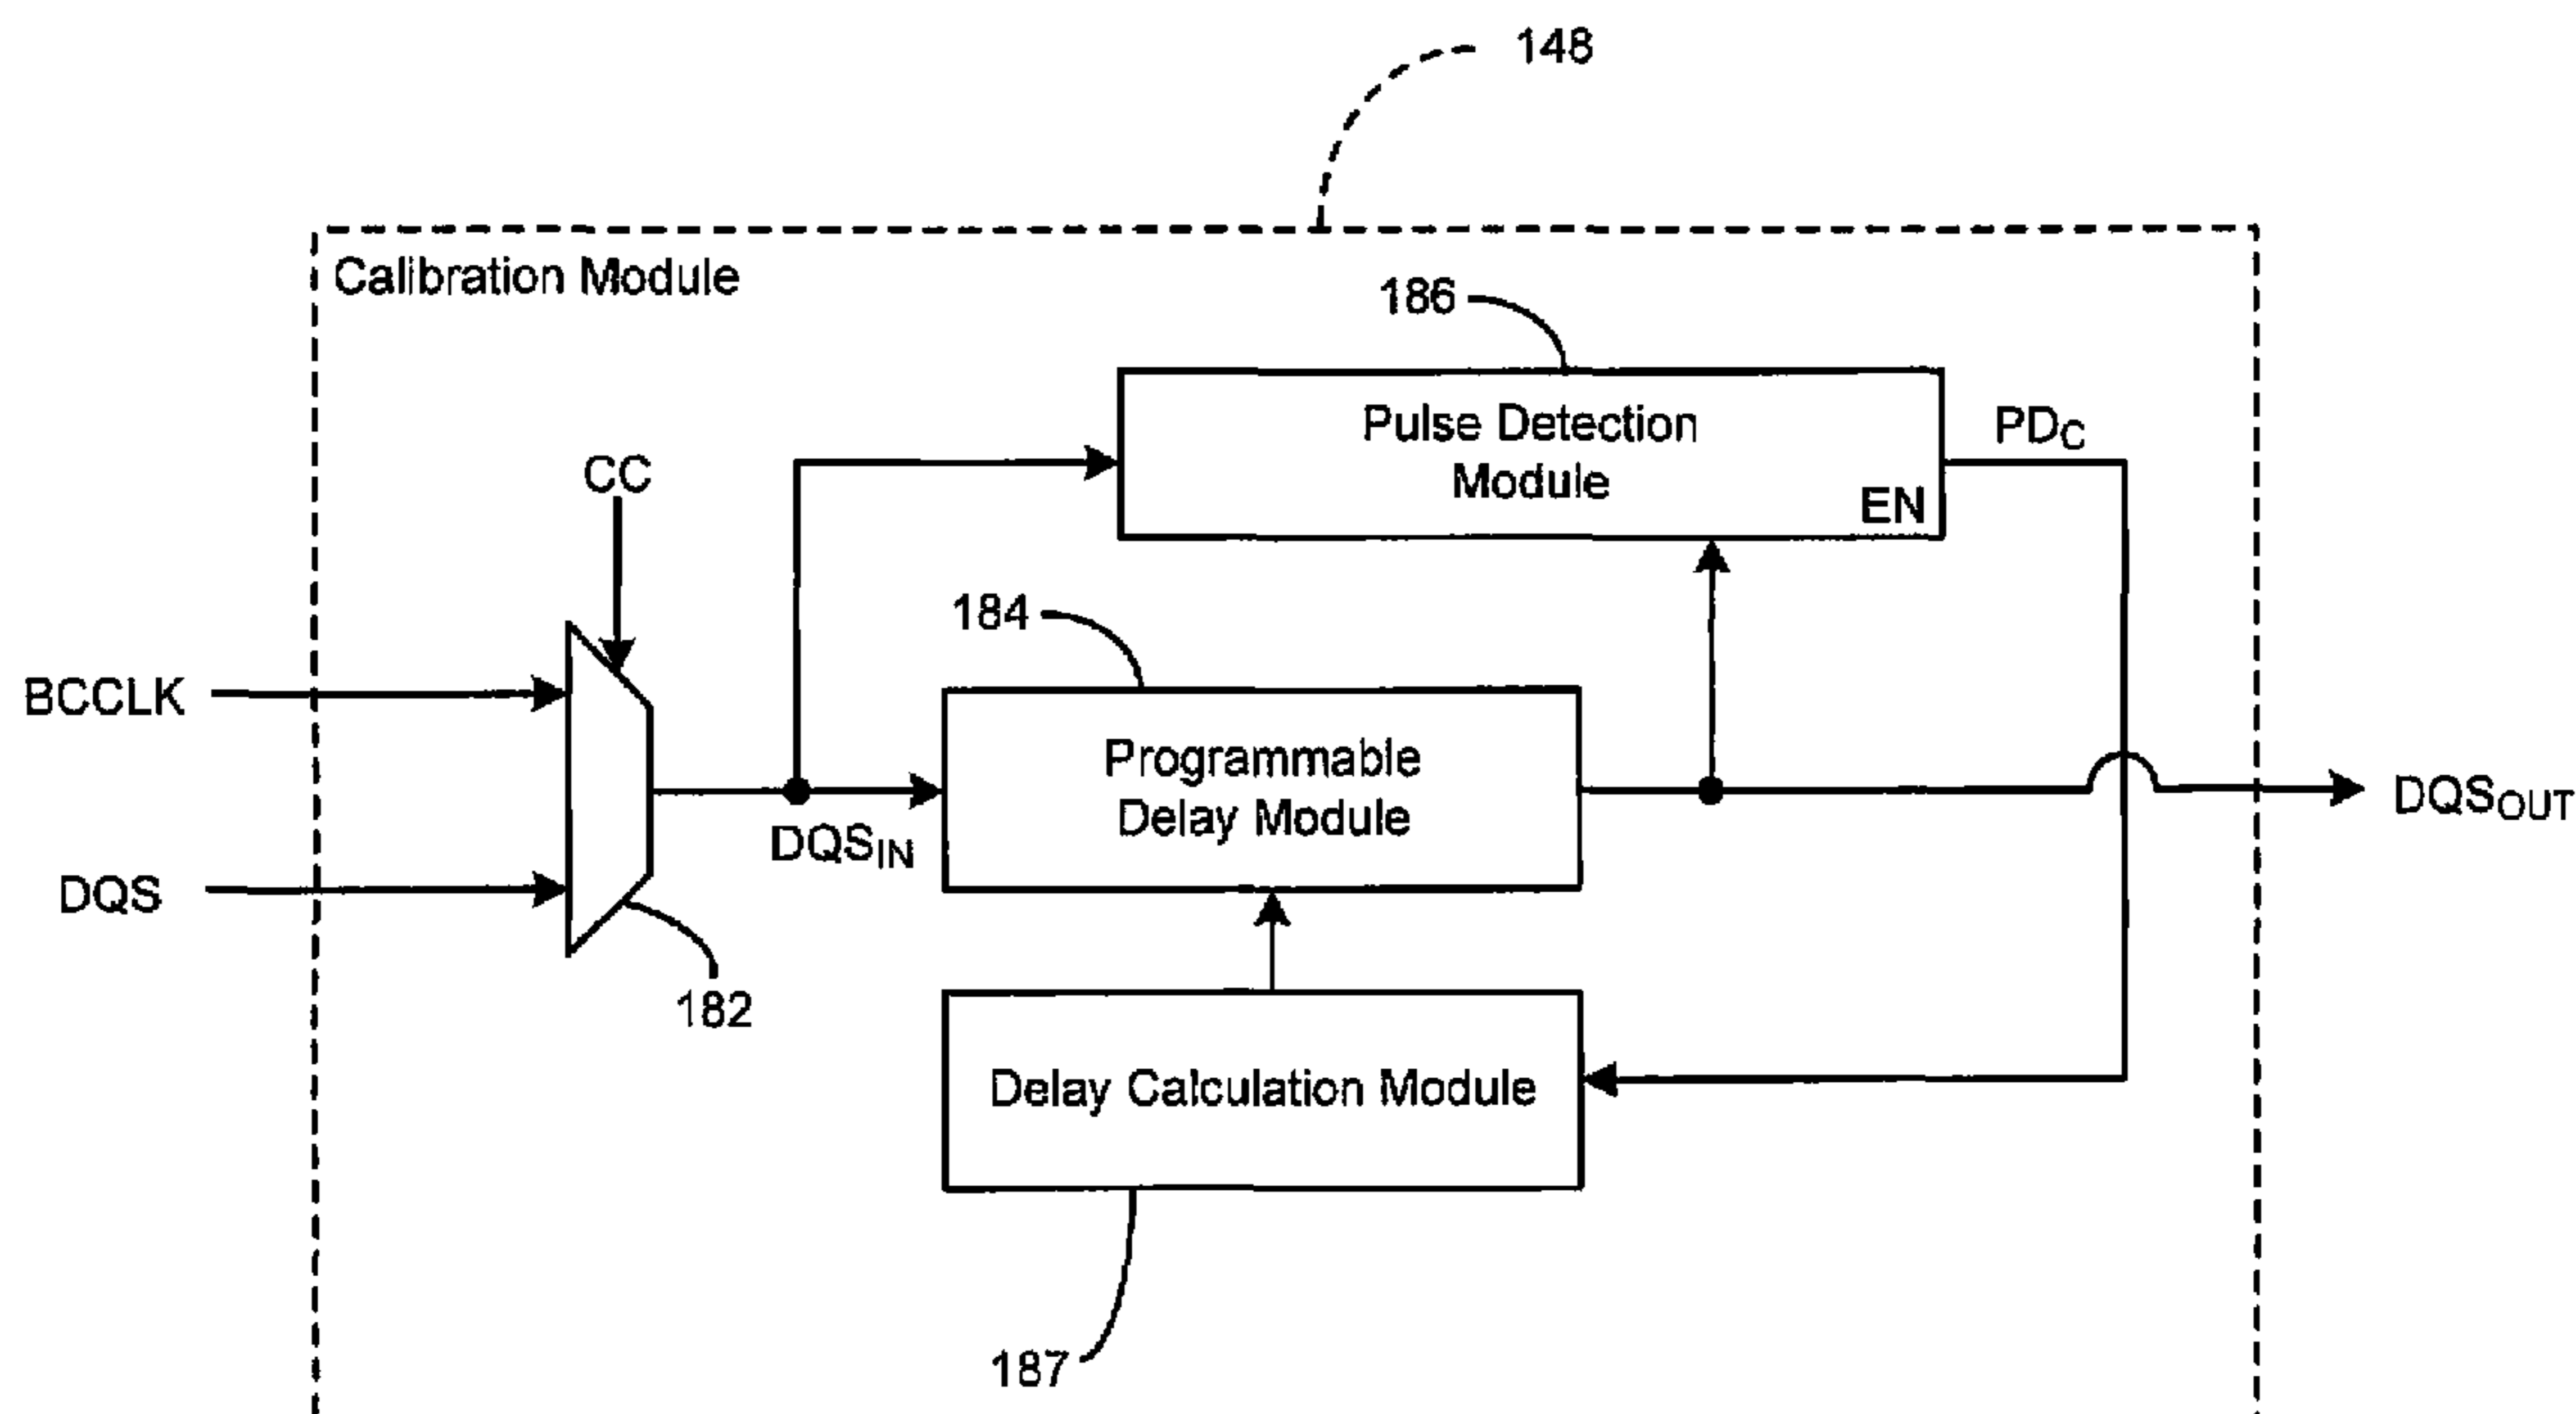 148
Calibration Module
186
Pulse Detection
Module
EN
PDC
CC
184
BCCLK
Programmable
Delay Module
DQSIN
DQSOUT
DQS
182
Delay Calculation Module
187